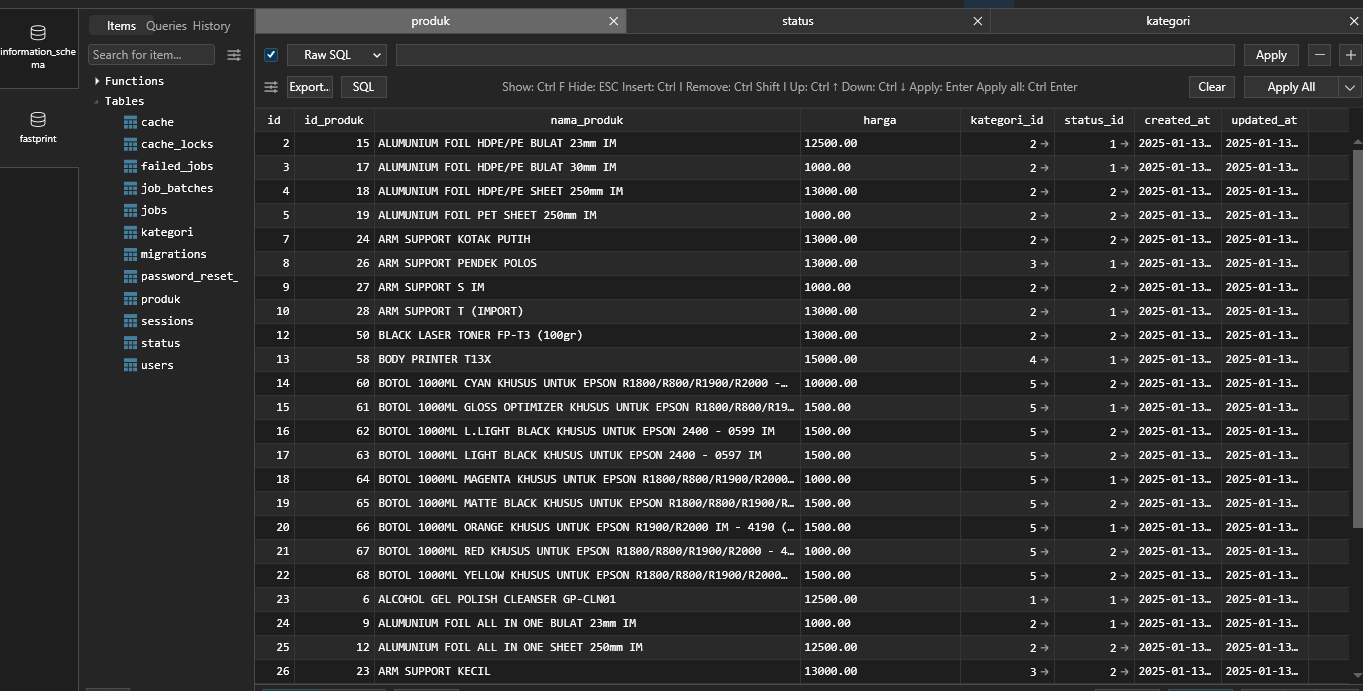 produk
status
kategori
information_sche
ma
fastprint
Items Queries History
Search for item...
Functions
Tables
cache
cache_locks
failed_jobs
job_batches
jobs
kategori
migrations
password_reset_
produk
sessions
status
users
Raw SQL
Apply
Export..
SQL
Show: Ctrl F Hide: ESC Insert: Ctrl I Remove: Ctrl Shift I Up: Ctrl ↑ Down: Ctrl ↓ Apply: Enter Apply all: Ctrl Enter
Clear
Apply All
id id_produk nama_produk harga kategori_id status_id created_at updated_at
2 15 ALUMUNIUM FOIL HDPE/PE BULAT 23mm IM 12500.00 2 → 1 → 2025-01-13… 2025-01-13…
3 17 ALUMUNIUM FOIL HDPE/PE BULAT 30mm IM 1000.00 2 → 1 → 2025-01-13… 2025-01-13…
4 18 ALUMUNIUM FOIL HDPE/PE SHEET 250mm IM 13000.00 2 → 2 → 2025-01-13… 2025-01-13…
5 19 ALUMUNIUM FOIL PET SHEET 250mm IM 1000.00 2 → 2 → 2025-01-13… 2025-01-13…
7 24 ARM SUPPORT KOTAK PUTIH 13000.00 2 → 2 → 2025-01-13… 2025-01-13…
8 26 ARM SUPPORT PENDEK POLOS 13000.00 3 → 1 → 2025-01-13… 2025-01-13…
9 27 ARM SUPPORT S IM 1000.00 2 → 2 → 2025-01-13… 2025-01-13…
10 28 ARM SUPPORT T (IMPORT) 13000.00 2 → 1 → 2025-01-13… 2025-01-13…
12 50 BLACK LASER TONER FP-T3 (100gr) 13000.00 2 → 2 → 2025-01-13… 2025-01-13…
13 58 BODY PRINTER T13X 15000.00 4 → 1 → 2025-01-13… 2025-01-13…
14 60 BOTOL 1000ML CYAN KHUSUS UNTUK EPSON R1800/R800/R1900/R2000 -… 10000.00 5 → 2 → 2025-01-13… 2025-01-13…
15 61 BOTOL 1000ML GLOSS OPTIMIZER KHUSUS UNTUK EPSON R1800/R800/R19… 1500.00 5 → 1 → 2025-01-13… 2025-01-13…
16 62 BOTOL 1000ML L.LIGHT BLACK KHUSUS UNTUK EPSON 2400 - 0599 IM 1500.00 5 → 2 → 2025-01-13… 2025-01-13…
17 63 BOTOL 1000ML LIGHT BLACK KHUSUS UNTUK EPSON 2400 - 0597 IM 1500.00 5 → 2 → 2025-01-13… 2025-01-13…
18 64 BOTOL 1000ML MAGENTA KHUSUS UNTUK EPSON R1800/R800/R1900/R2000… 1000.00 5 → 1 → 2025-01-13… 2025-01-13…
19 65 BOTOL 1000ML MATTE BLACK KHUSUS UNTUK EPSON R1800/R800/R1900/R… 1500.00 5 → 2 → 2025-01-13… 2025-01-13…
20 66 BOTOL 1000ML ORANGE KHUSUS UNTUK EPSON R1900/R2000 IM - 4190 (… 1500.00 5 → 1 → 2025-01-13… 2025-01-13…
21 67 BOTOL 1000ML RED KHUSUS UNTUK EPSON R1800/R800/R1900/R2000 - 4… 1000.00 5 → 2 → 2025-01-13… 2025-01-13…
22 68 BOTOL 1000ML YELLOW KHUSUS UNTUK EPSON R1800/R800/R1900/R2000… 1500.00 5 → 2 → 2025-01-13… 2025-01-13…
23 6 ALCOHOL GEL POLISH CLEANSER GP-CLN01 12500.00 1 → 1 → 2025-01-13… 2025-01-13…
24 9 ALUMUNIUM FOIL ALL IN ONE BULAT 23mm IM 1000.00 2 → 1 → 2025-01-13… 2025-01-13…
25 12 ALUMUNIUM FOIL ALL IN ONE SHEET 250mm IM 12500.00 2 → 2 → 2025-01-13… 2025-01-13…
26 23 ARM SUPPORT KECIL 13000.00 3 → 2 → 2025-01-13… 2025-01-13…